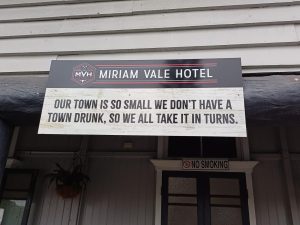 MVH
MIRIAM VALE HOTEL
OUR TOWN IS SO SMALL WE DON'T HAVE A
TOWN DRUNK, SO WE ALL TAKE IT IN TURNS.
NO SMOKING